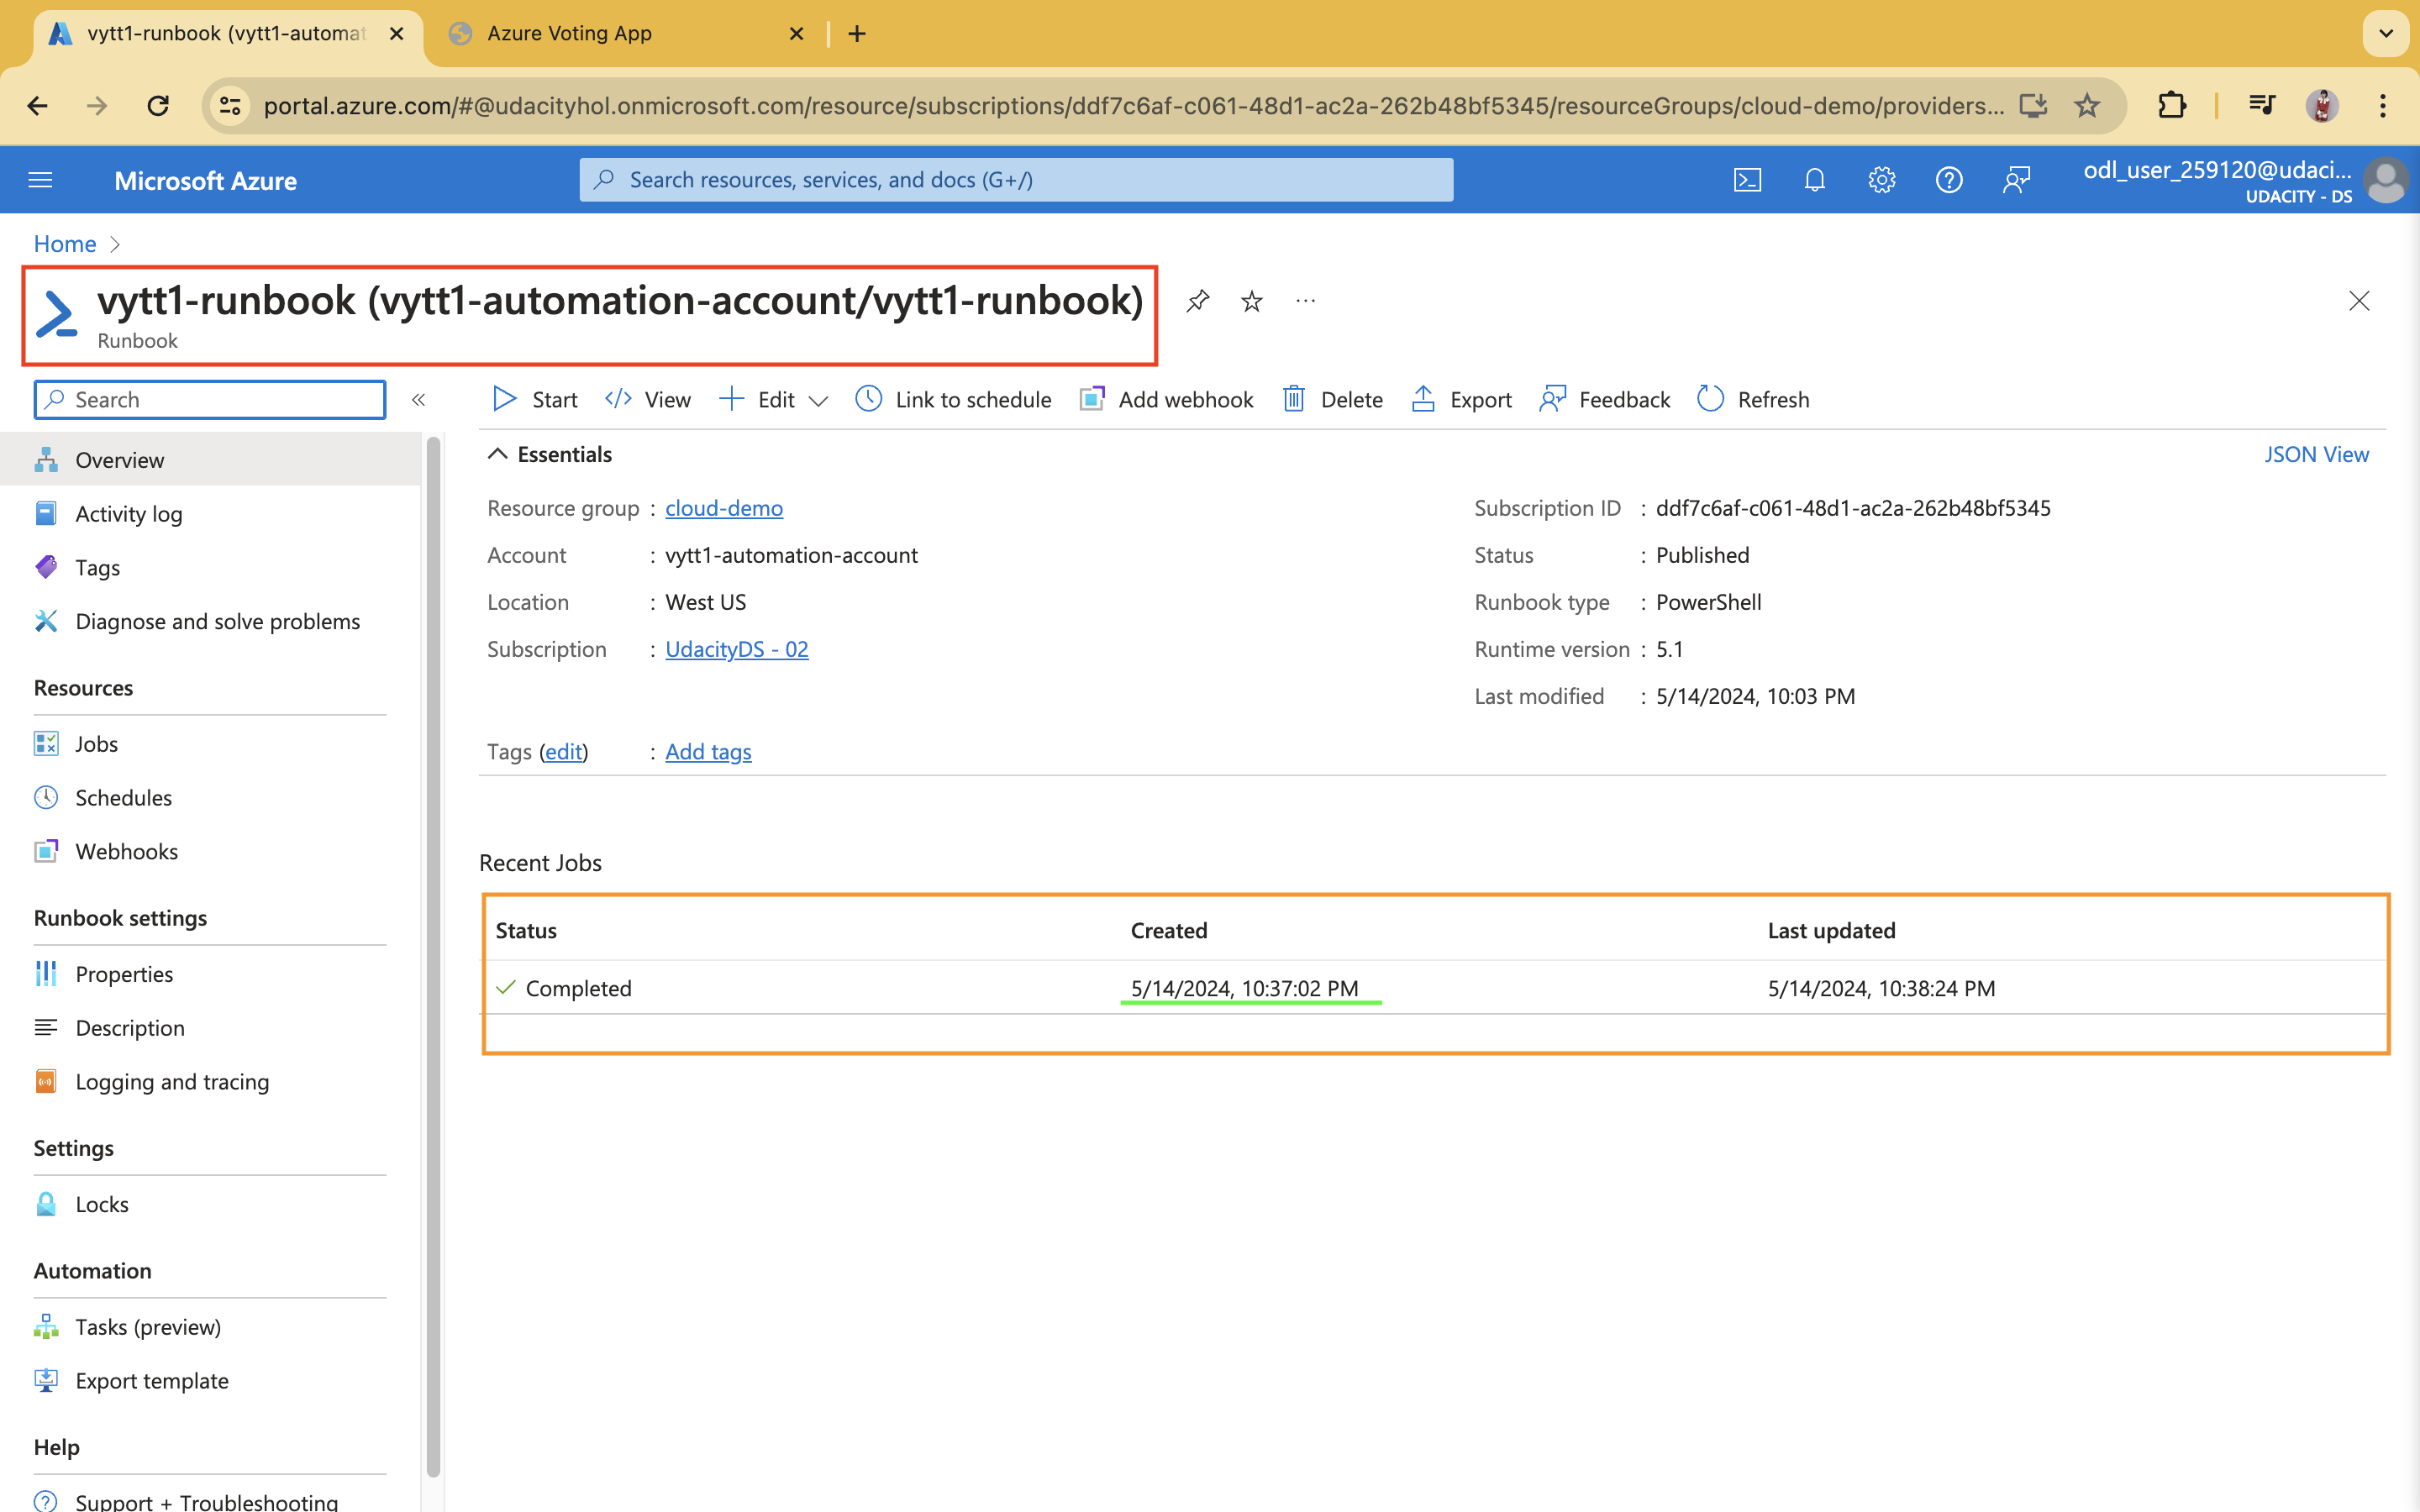 vytt1-runbook (vytt1-automat
Azure Voting App
portal.azure.com/#@udacityhol.onmicrosoft.com/resource/subscriptions/ddf7c6af-c061-48d1-ac2a-262b48bf5345/resourceGroups/cloud-demo/providers...
Microsoft Azure
Search resources, services, and docs (G+/)
odl_user_259120@udaci...
UDACITY - DS
Home
vytt1-runbook (vytt1-automation-account/vytt1-runbook)
Runbook
Search
Start View Edit Link to schedule Add webhook Delete Export Feedback Refresh
Overview
Activity log
Tags
Diagnose and solve problems
Resources
Jobs
Schedules
Webhooks
Runbook settings
Properties
Description
Logging and tracing
Settings
Locks
Automation
Tasks (preview)
Export template
Help
Support + Troubleshooting
Essentials
JSON View
Resource group : cloud-demo
Account : vytt1-automation-account
Location : West US
Subscription : UdacityDS - 02
Subscription ID : ddf7c6af-c061-48d1-ac2a-262b48bf5345
Status : Published
Runbook type : PowerShell
Runtime version : 5.1
Last modified : 5/14/2024, 10:03 PM
Tags (edit) : Add tags
Recent Jobs
Status Created Last updated
Completed 5/14/2024, 10:37:02 PM 5/14/2024, 10:38:24 PM